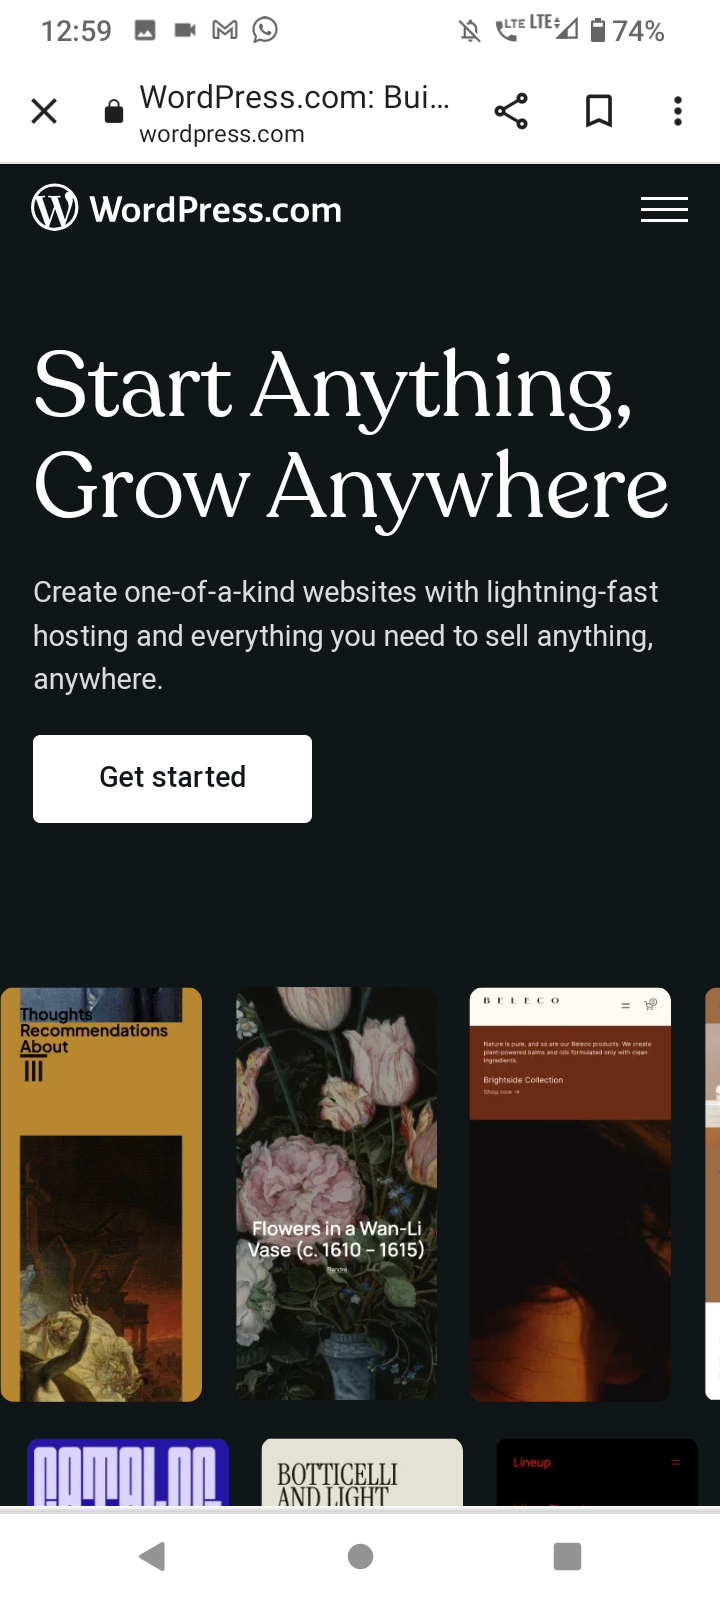 12:59
LTE LTE 74%
WordPress.com: Bui...
wordpress.com
WordPress.com
Start Anything,
Grow Anywhere
Create one-of-a-kind websites with lightning-fast
hosting and everything you need to sell anything,
anywhere.
Get started
Thoughts
Recommendations
About
Flowers in a Wan-Li
Vase (c. 1610 – 1615)
BELECO
Nature is pure, and so are our Beleco products. We create
plant-powered balms and oils formulated only with clean
ingredients.
Brightside Collection
Shop now →
CATALOG
BOTTICELLI
AND LIGHT
Lineup